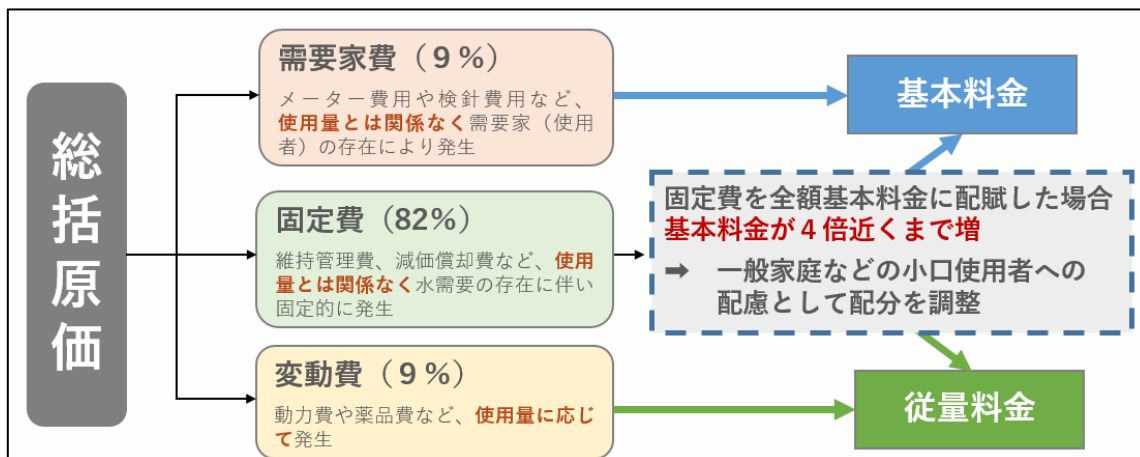 総括原価
需要家費（９％）
メーター費用や検針費用など、
使用量とは関係なく需要家（使用
者）の存在により発生
固定費（82%）
維持管理費、減価償却費など、使用
量とは関係なく水需要の存在に伴い
固定的に発生
変動費（９％）
動力費や薬品費など、使用量に応じ
て発生
基本料金
固定費を全額基本料金に配賦した場合
基本料金が４倍近くまで増
➡ 一般家庭などの小口使用者への
配慮として配分を調整
従量料金